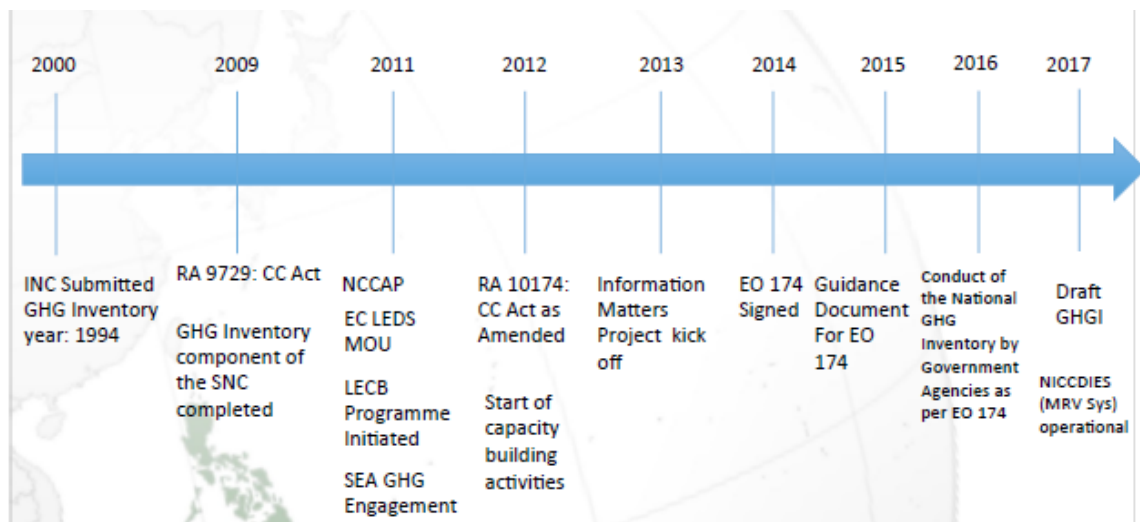 2000
2009
2011
2012
2013
2014
2015
2016
2017
INC Submitted
GHG Inventory
year: 1994
RA 9729: CC Act
GHG Inventory
component of
the SNC
completed
NCCAP
EC LEDS
MOU
LECB
Programme
Initiated
SEA GHG
Engagement
RA 10174:
CC Act as
Amended
Start of
capacity
building
activities
Information
Matters
Project kick
off
EO 174
Signed
Guidance
Document
For EO
174
Conduct of
the National
GHG
Inventory by
Government
Agencies as
per EO 174
Draft
GHGI
NICCDIES
(MRV Sys)
operational